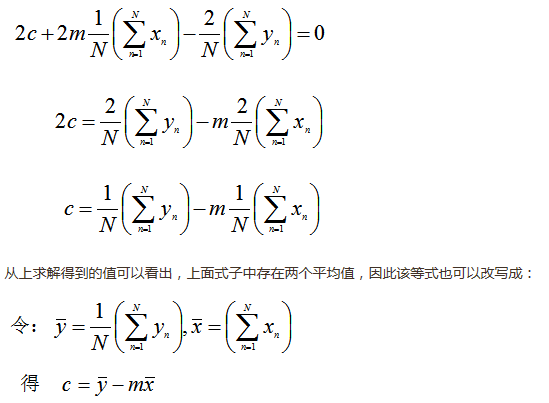 2c + 2m \frac{1}{N} \left( \sum_{n=1}^{N} x_n \right) - \frac{2}{N} \left( \sum_{n=1}^{N} y_n \right) = 0
2c = \frac{2}{N} \left( \sum_{n=1}^{N} y_n \right) - m \frac{2}{N} \left( \sum_{n=1}^{N} x_n \right)
c = \frac{1}{N} \left( \sum_{n=1}^{N} y_n \right) - m \frac{1}{N} \left( \sum_{n=1}^{N} x_n \right)
从上求解得到的值可以看出，上面式子中存在两个平均值，因此该等式也可以改写成：
令： \bar{y} = \frac{1}{N} \left( \sum_{n=1}^{N} y_n \right), \bar{x} = \left( \sum_{n=1}^{N} x_n \right)
得 c = \bar{y} - m\bar{x}